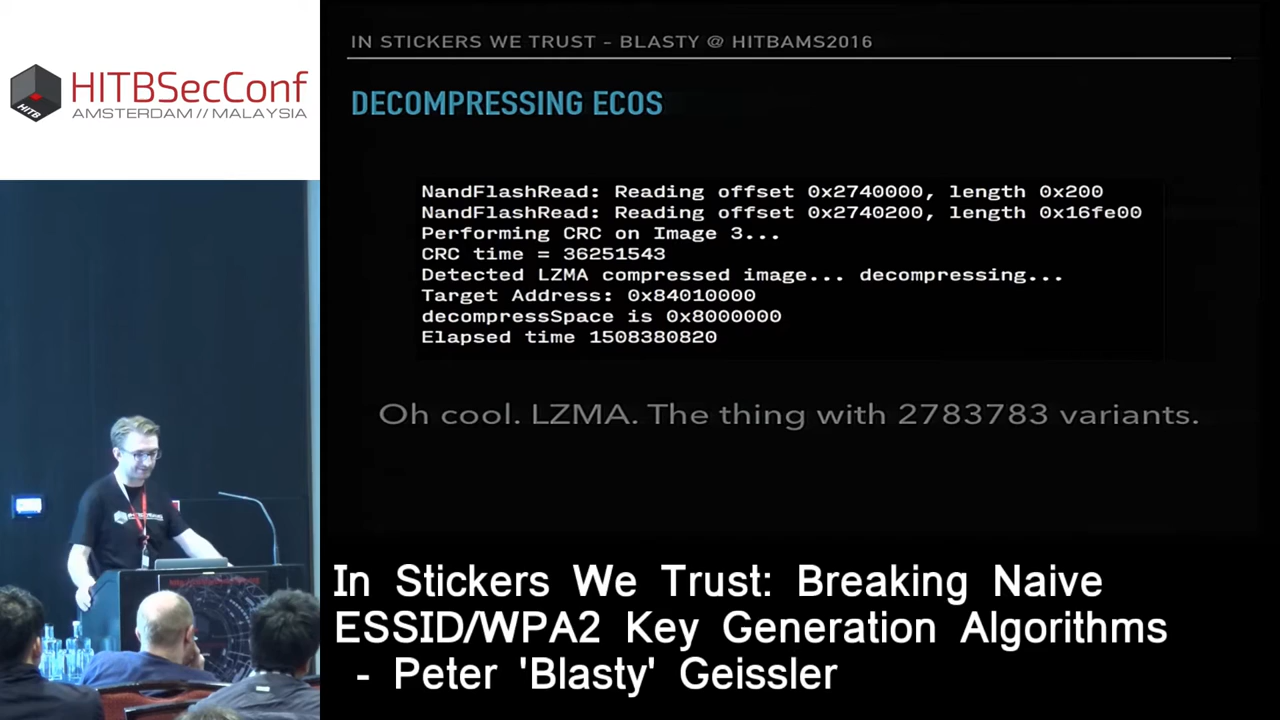 HITB
HITBSecConf
AMSTERDAM // MALAYSIA
IN STICKERS WE TRUST - BLASTY @ HITBAMS2016
DECOMPRESSING ECOS
NandFlashRead: Reading offset 0x2740000, length 0x200
NandFlashRead: Reading offset 0x2740200, length 0x16fe00
Performing CRC on Image 3...
CRC time = 36251543
Detected LZMA compressed image... decompressing...
Target Address: 0x84010000
decompressSpace is 0x8000000
Elapsed time 1508380820
Oh cool. LZMA. The thing with 2783783 variants.
In Stickers We Trust: Breaking Naive
ESSID/WPA2 Key Generation Algorithms
- Peter 'Blasty' Geissler